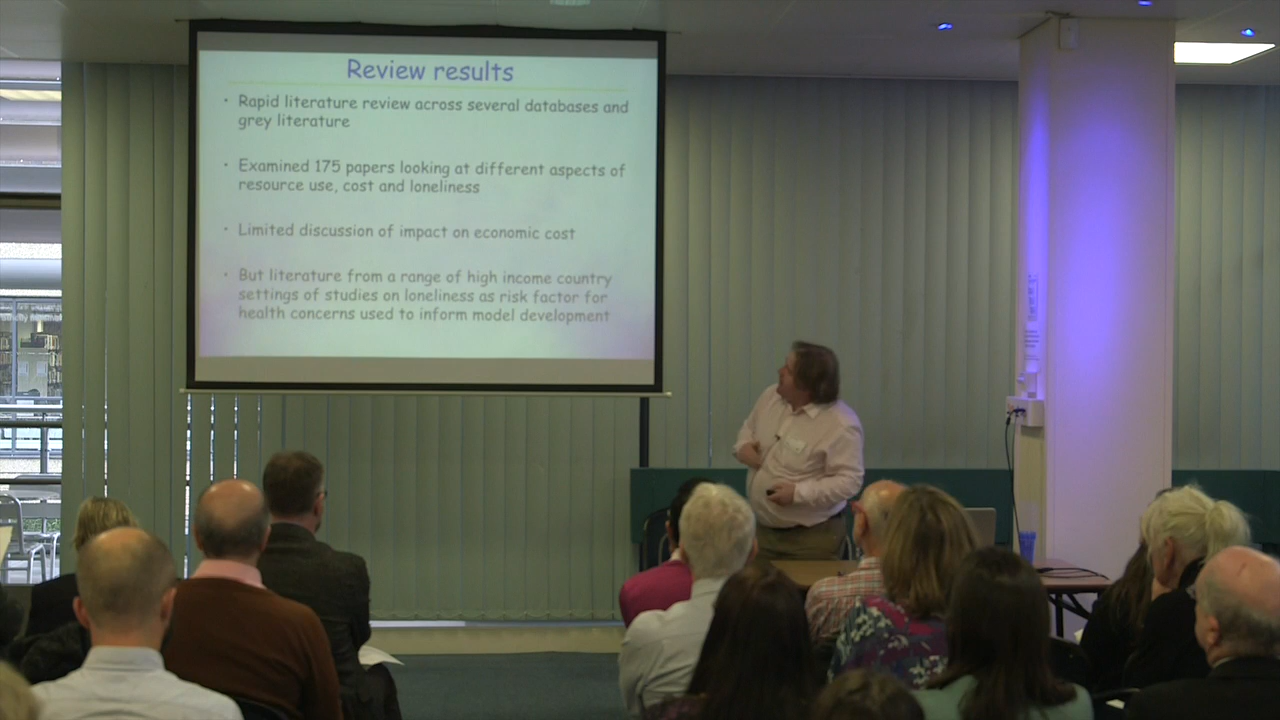 Review results
• Rapid literature review across several databases and
grey literature
• Examined 175 papers looking at different aspects of
resource use, cost and loneliness
• Limited discussion of impact on economic cost
• But literature from a range of high income country
settings of studies on loneliness as risk factor for
health concerns used to inform model development